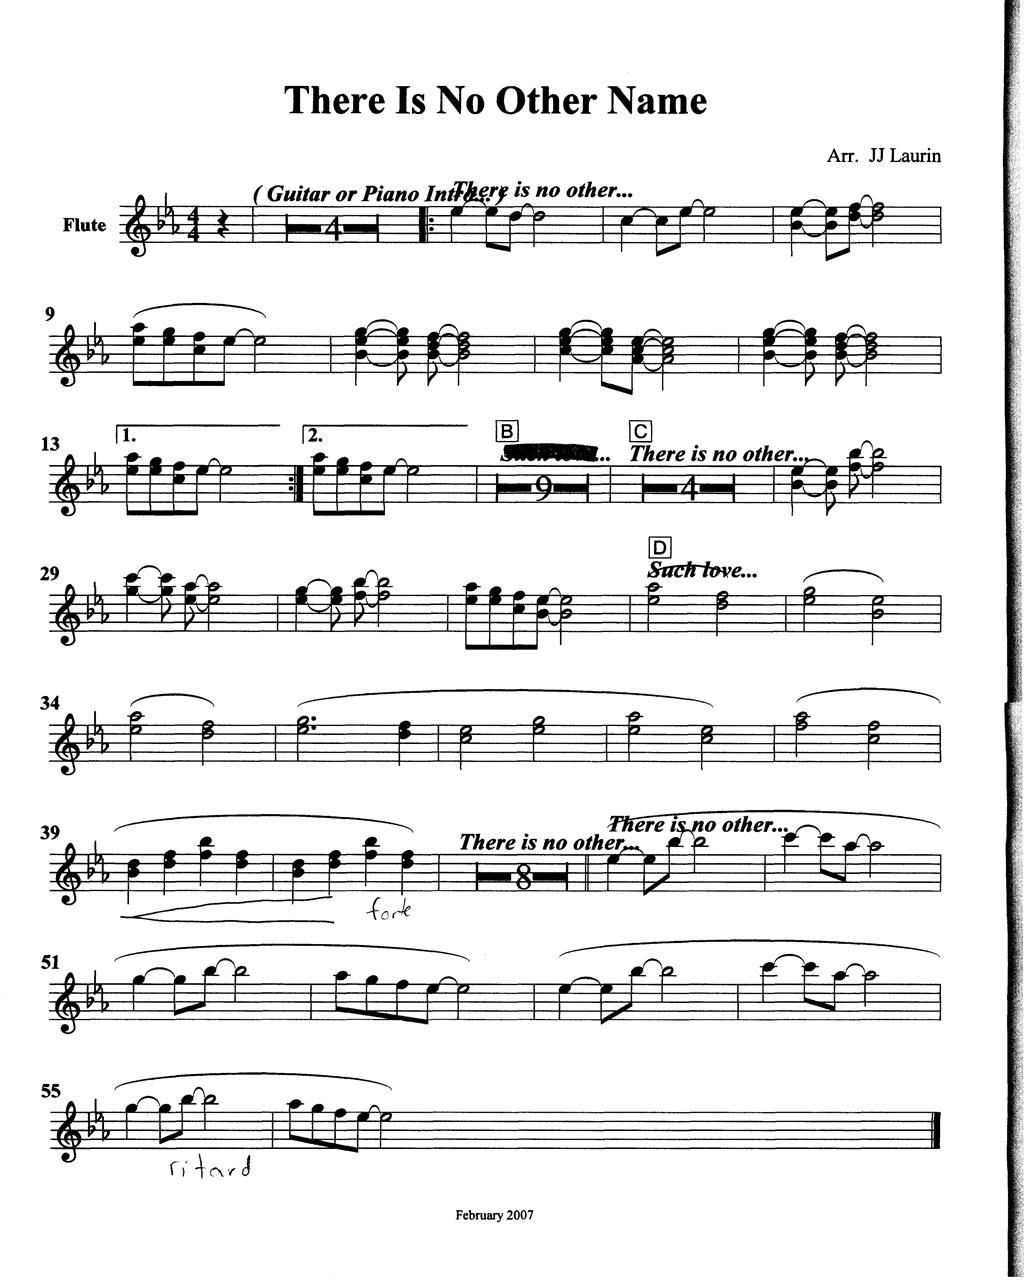 There Is No Other Name
Arr. JJ Laurin
( Guitar or Piano Intro... )
There is no other...
Flute
4
4
4
9
13
1.
2.
B
Such love...
9
C
There is no other...
4
29
D
Such love...
34
39
There is no other...
8
There is no other...
forte
51
55
ritard
February 2007